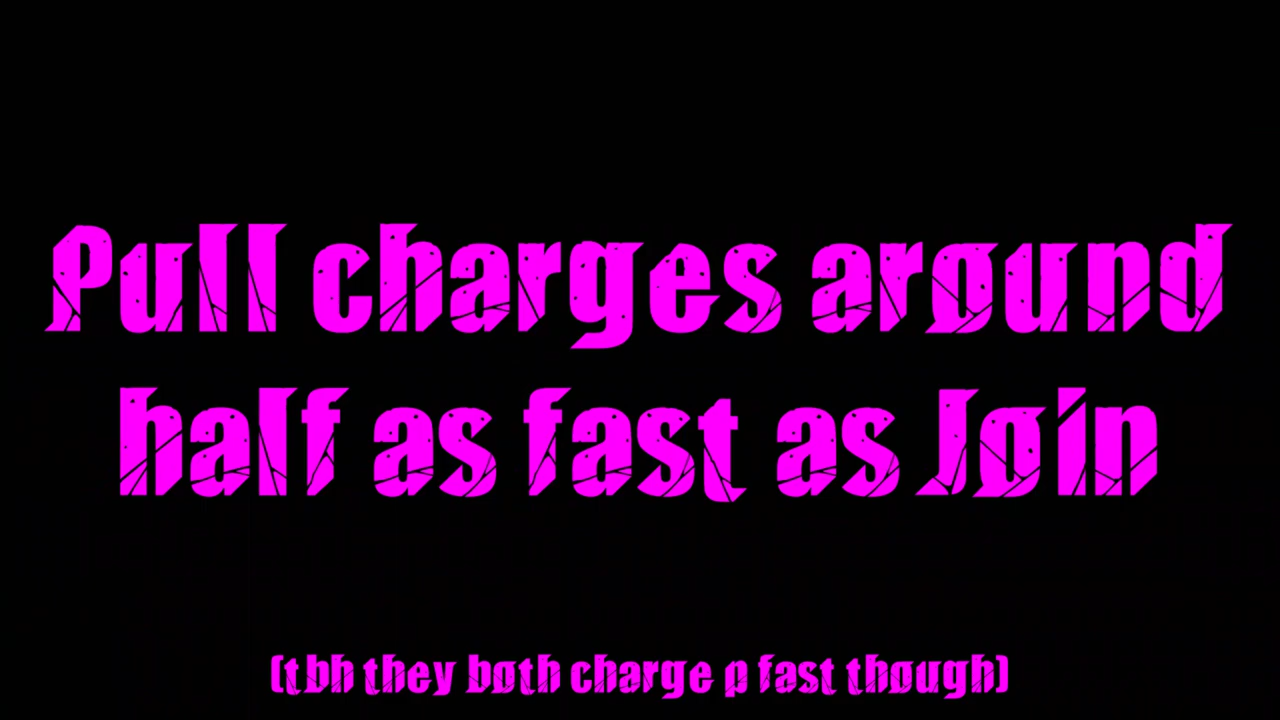 Pull charges around
half as fast as Join
(tbh they both charge p fast though)